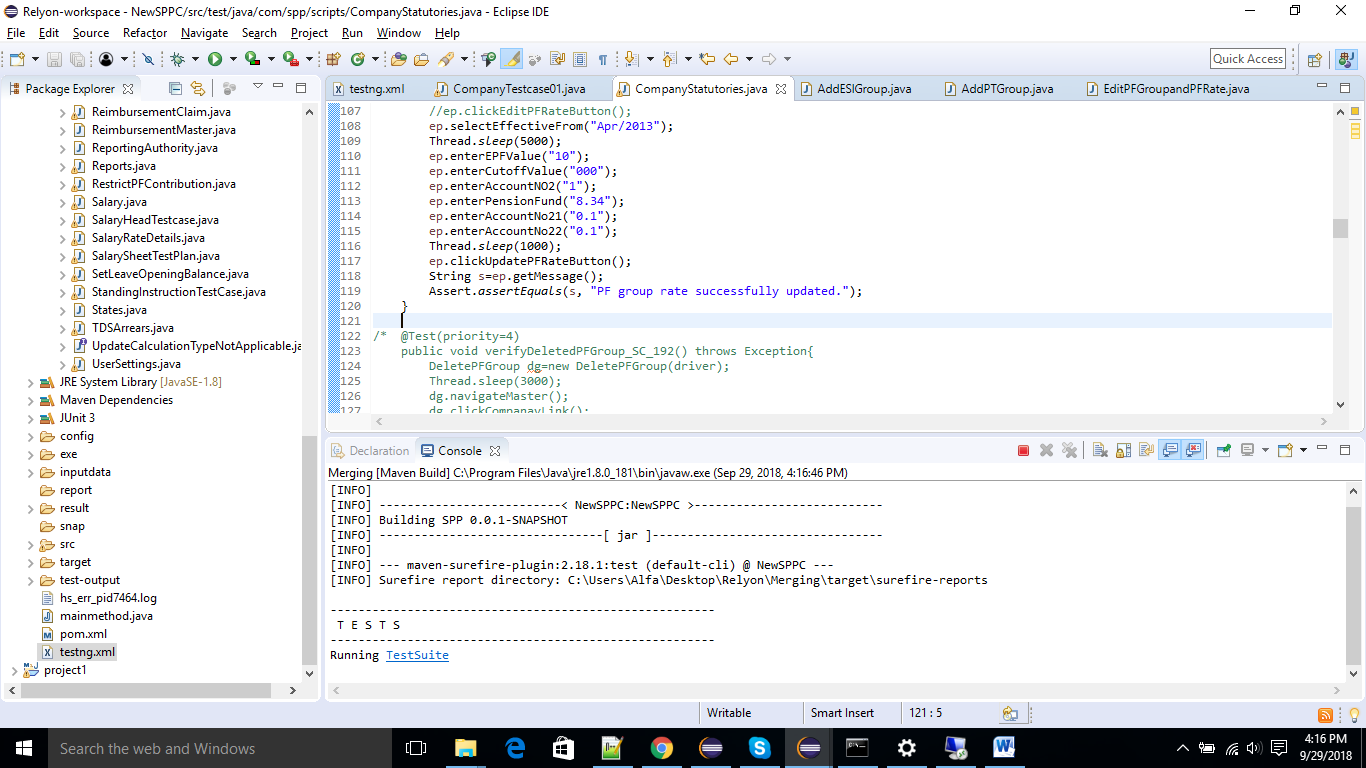 Relyon-workspace - NewSPPC/src/test/java/com/spp/scripts/CompanyStatutories.java - Eclipse IDE
File Edit Source Refactor Navigate Search Project Run Window Help
Quick Access
Package Explorer
ReimbursementClaim.java
ReimbursementMaster.java
ReportingAuthority.java
Reports.java
RestrictPFContribution.java
Salary.java
SalaryHeadTestcase.java
SalaryRateDetails.java
SalarySheetTestPlan.java
SetLeaveOpeningBalance.java
StandingInstructionTestCase.java
States.java
TDSArrears.java
UpdateCalculationTypeNotApplicable.ja
UserSettings.java
JRE System Library [JavaSE-1.8]
Maven Dependencies
JUnit 3
config
exe
inputdata
report
result
snap
src
target
test-output
hs_err_pid7464.log
mainmethod.java
pom.xml
testng.xml
project1
testng.xml CompanyTestcase01.java CompanyStatutories.java AddESIGroup.java AddPTGroup.java EditPFGroupandPFRate.java
107 //ep.clickEditPFRateButton();
108 ep.selectEffectiveFrom("Apr/2013");
109 Thread.sleep(5000);
110 ep.enterEPFValue("10");
111 ep.enterCutoffValue("000");
112 ep.enterAccountNO2("1");
113 ep.enterPensionFund("8.34");
114 ep.enterAccountNo21("0.1");
115 ep.enterAccountNo22("0.1");
116 Thread.sleep(1000);
117 ep.clickUpdatePFRateButton();
118 String s=ep.getMessage();
119 Assert.assertEquals(s, "PF group rate successfully updated.");
120 }
121
122 /* @Test(priority=4)
123 public void verifyDeletedPFGroup_SC_192() throws Exception{
124 DeletePFGroup dg=new DeletePFGroup(driver);
125 Thread.sleep(3000);
126 dg.navigateMaster();
127 dg.clickCompanayLink();
Declaration Console
Merging [Maven Build] C:\Program Files\Java\jre1.8.0_181\bin\javaw.exe (Sep 29, 2018, 4:16:46 PM)
[INFO]
[INFO] --------------------------< NewSPPC:NewSPPC >--------------------------
[INFO] Building SPP 0.0.1-SNAPSHOT
[INFO] --------------------------------[ jar ]---------------------------------
[INFO]
[INFO] --- maven-surefire-plugin:2.18.1:test (default-cli) @ NewSPPC ---
[INFO] Surefire report directory: C:\Users\Alfa\Desktop\Relyon\Merging\target\surefire-reports
-------------------------------------------------------
T E S T S
-------------------------------------------------------
Running TestSuite
Writable Smart Insert 121 : 5
Search the web and Windows
4:16 PM
9/29/2018